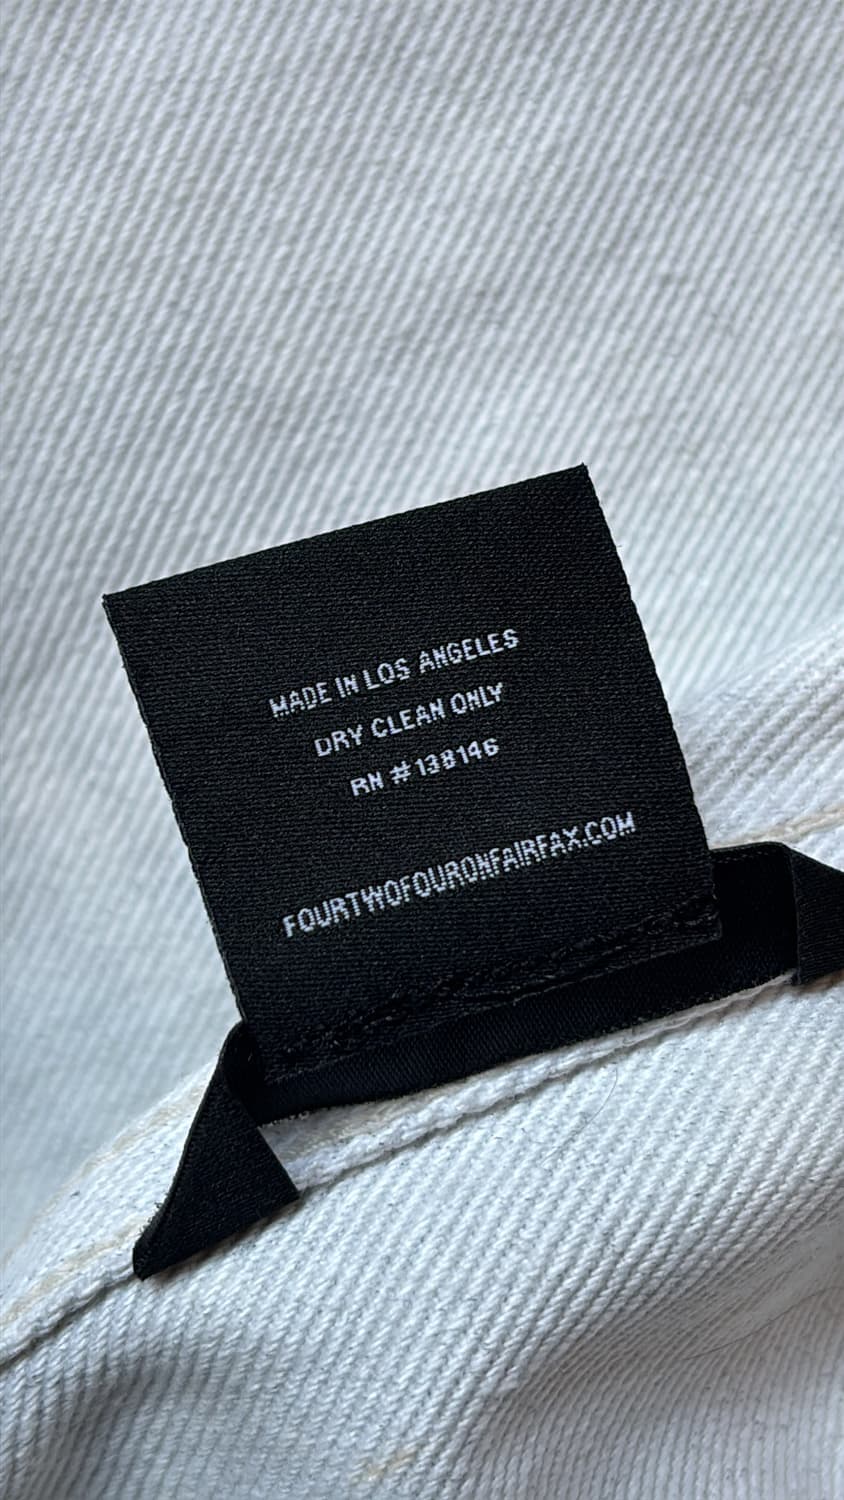 MADE IN LOS ANGELES
DRY CLEAN ONLY
RN #138146
FOURTWOFOURONFAIRFAX.COM